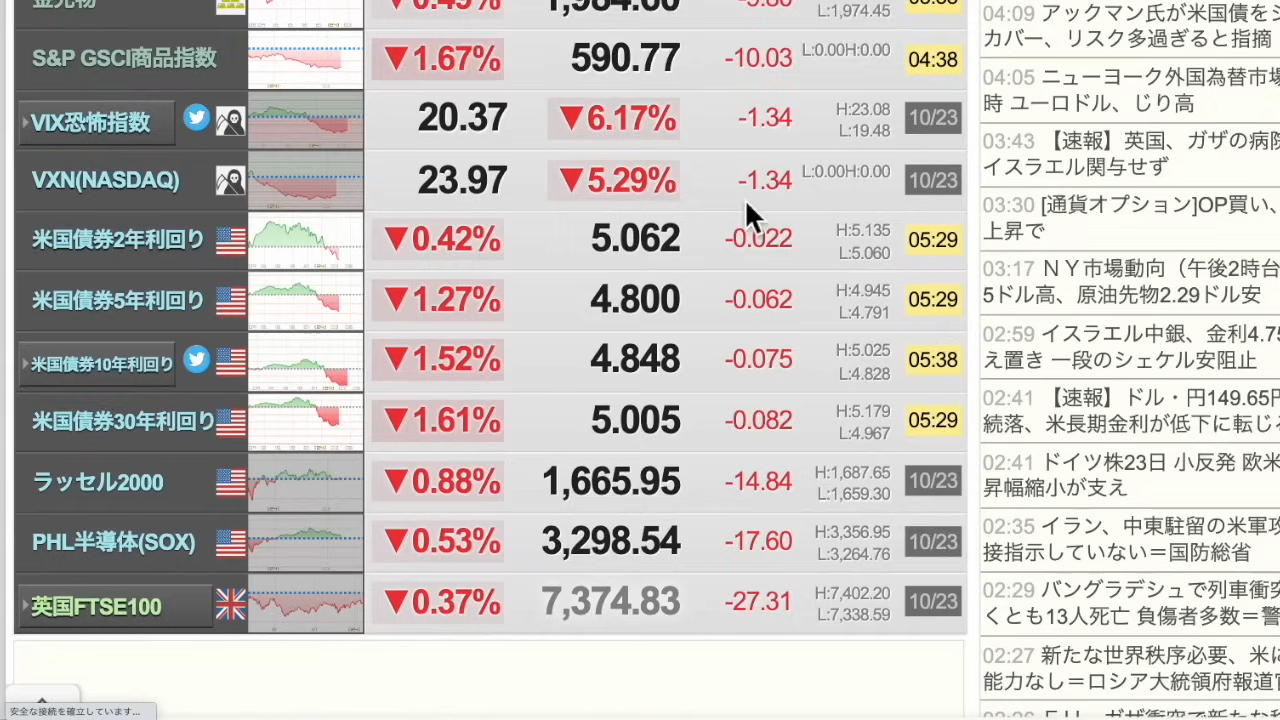 ▼0.49% 1,984.60 -9.80
L:1,974.45
S&P GSCI商品指数 ▼1.67% 590.77 -10.03 L:0.00H:0.00 04:38
VIX恐怖指数 20.37 ▼6.17% -1.34 H:23.08 L:19.48 10/23
VXN(NASDAQ) 23.97 ▼5.29% -1.34 L:0.00H:0.00 10/23
米国債券2年利回り ▼0.42% 5.062 -0.022 H:5.135 L:5.060 05:29
米国債券5年利回り ▼1.27% 4.800 -0.062 H:4.945 L:4.791 05:29
米国債券10年利回り ▼1.52% 4.848 -0.075 H:5.025 L:4.828 05:38
米国債券30年利回り ▼1.61% 5.005 -0.082 H:5.179 L:4.967 05:29
ラッセル2000 ▼0.88% 1,665.95 -14.84 H:1,687.65 L:1,659.30 10/23
PHL半導体(SOX) ▼0.53% 3,298.54 -17.60 H:3,356.95 L:3,264.76 10/23
英国FTSE100 ▼0.37% 7,374.83 -27.31 H:7,402.20 L:7,338.59 10/23
04:09 アックマン氏が米国債をシ
カバー、リスク多過ぎると指摘
04:05 ニューヨーク外国為替市場
時 ユーロドル、じり高
03:43 【速報】英国、ガザの病院
イスラエル関与せず
03:30 [通貨オプション]OP買い、
上昇で
03:17 ＮＹ市場動向（午後2時台
5ドル高、原油先物2.29ドル安
02:59 イスラエル中銀、金利4.75
え置き 一段のシェケル安阻止
02:41 【速報】ドル・円149.65円
続落、米長期金利が低下に転じ
02:41 ドイツ株23日 小反発 欧米
昇幅縮小が支え
02:35 イラン、中東駐留の米軍攻
接指示していない＝国防総省
02:29 バングラデシュで列車衝突
くとも13人死亡 負傷者多数＝警
02:27 新たな世界秩序必要、米に
能力なし＝ロシア大統領府報道官
安全な接続を確立しています...